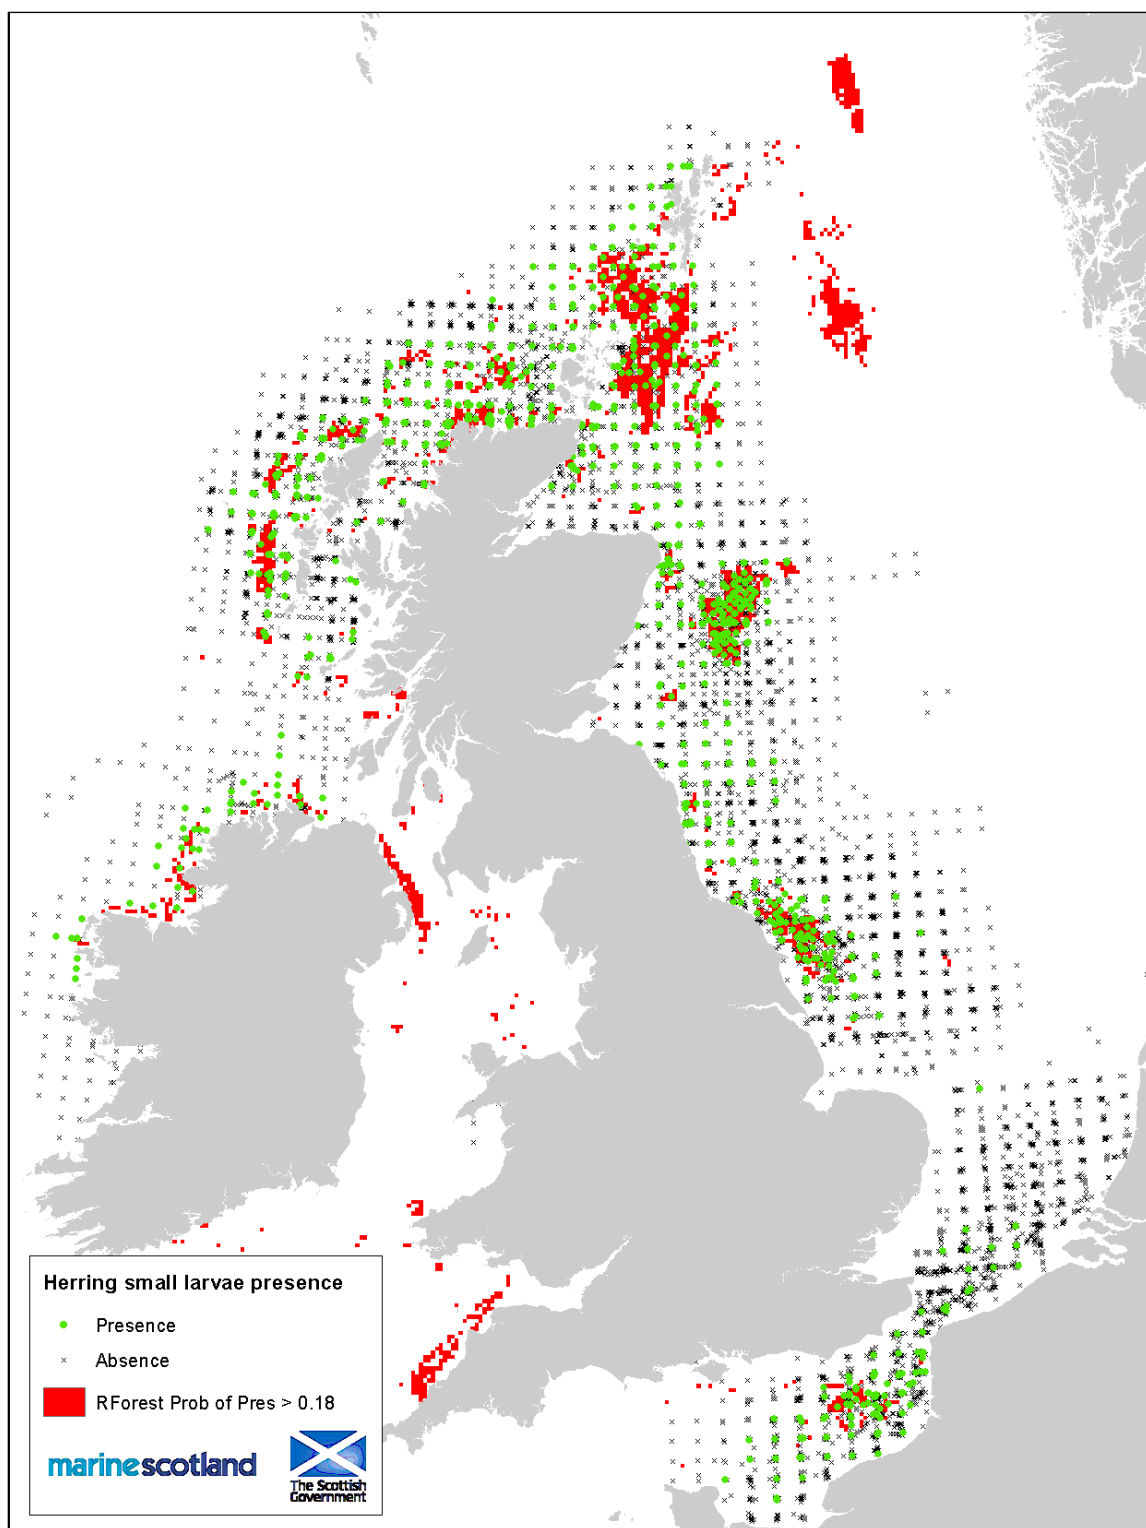 Herring small larvae presence
Presence
Absence
RForest Prob of Pres > 0.18
marinescotland
The Scottish
Government